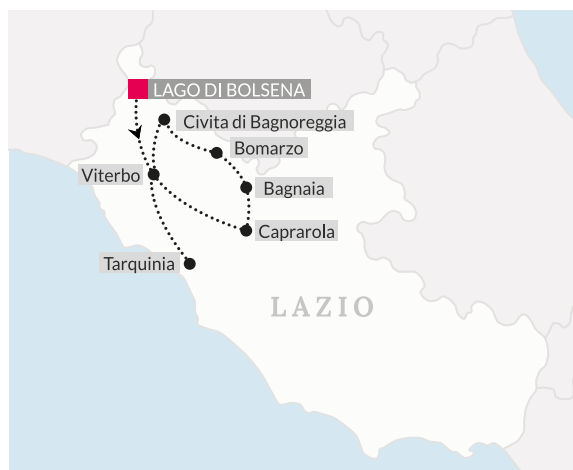 LAGO DI BOLSENA
Civita di Bagnoreggia
Bomarzo
Viterbo
Bagnaia
Caprarola
Tarquinia
LAZIO